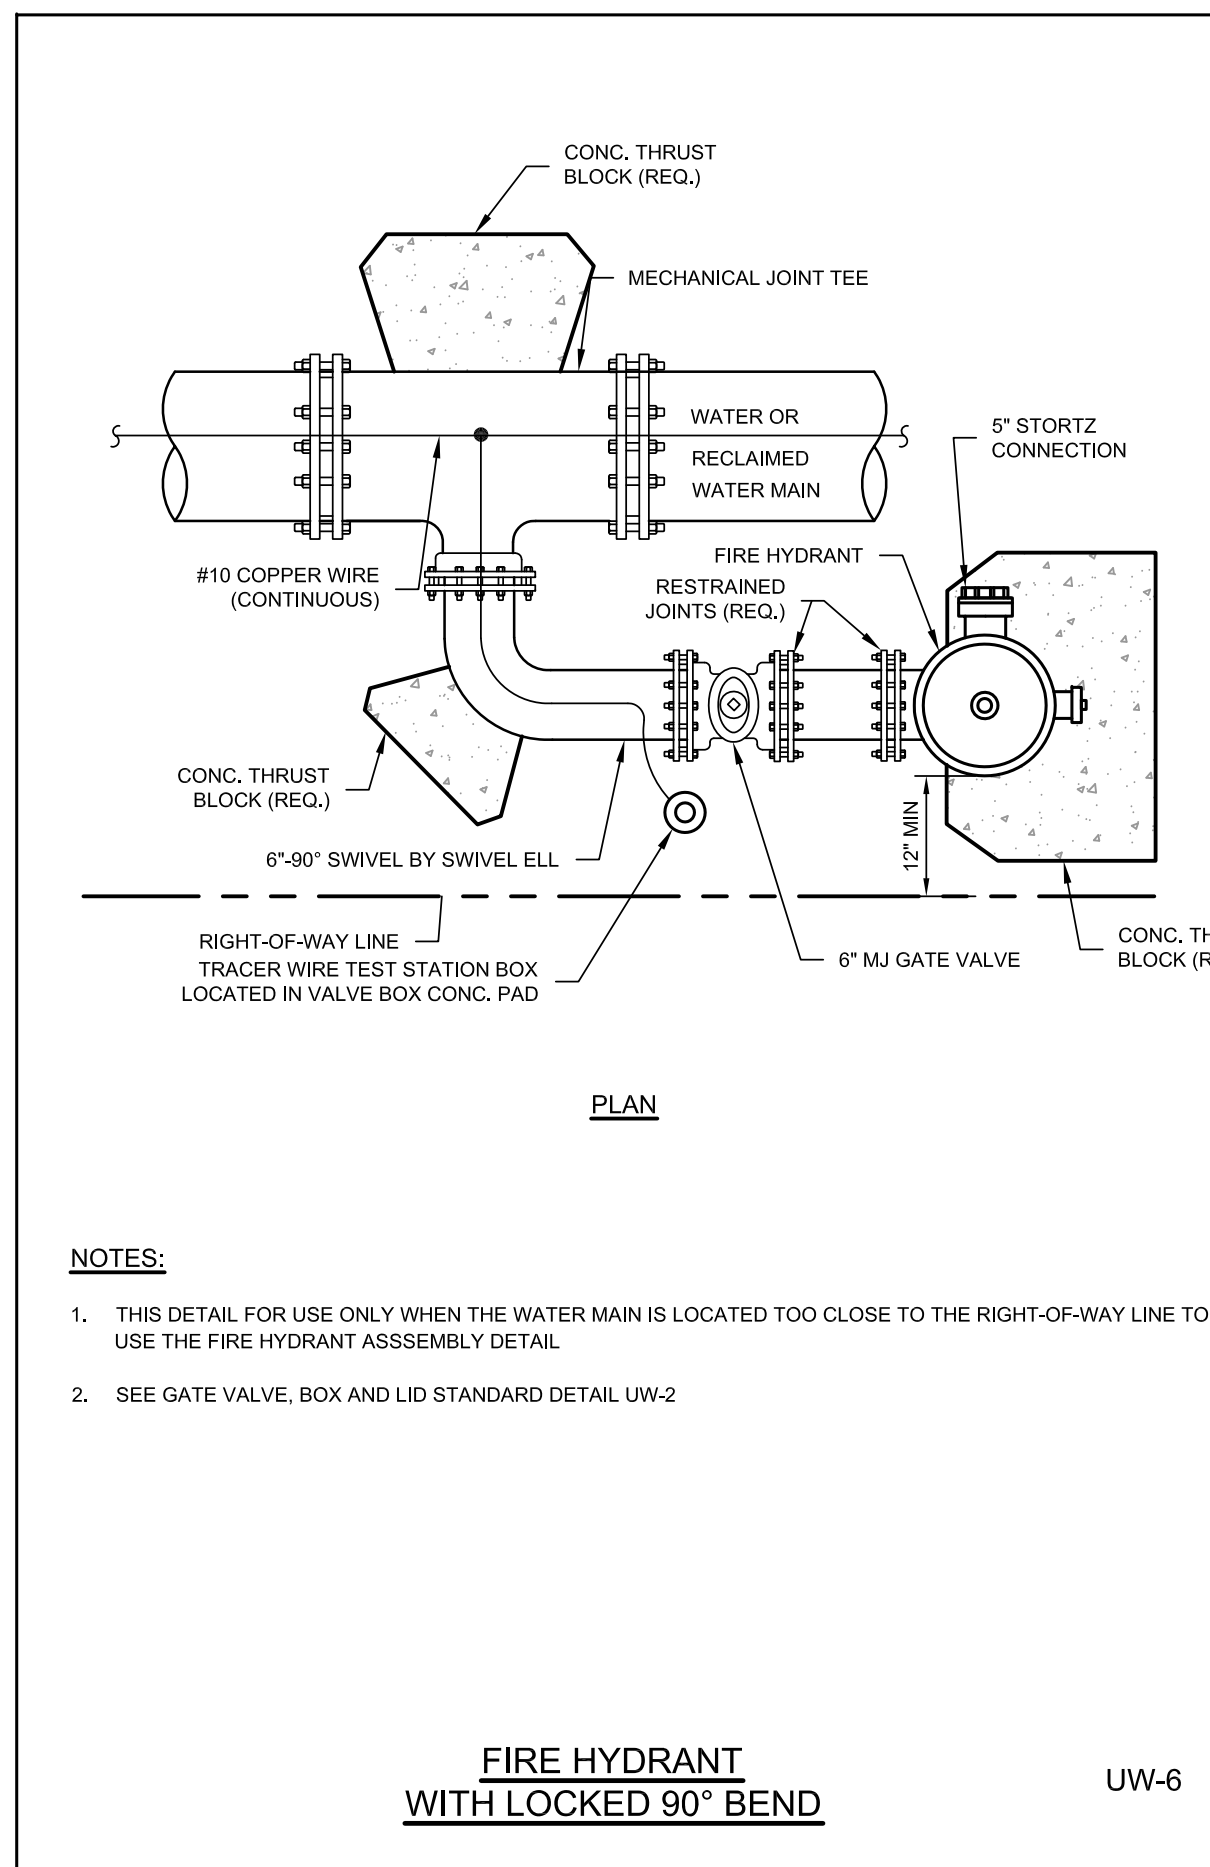 CONC. THRUST
BLOCK (REQ.)
MECHANICAL JOINT TEE
WATER OR
RECLAIMED
WATER MAIN
5" STORTZ
CONNECTION
#10 COPPER WIRE
(CONTINUOUS)
FIRE HYDRANT
RESTRAINED
JOINTS (REQ.)
CONC. THRUST
BLOCK (REQ.)
12" MIN
6"-90° SWIVEL BY SWIVEL ELL
RIGHT-OF-WAY LINE
TRACER WIRE TEST STATION BOX
LOCATED IN VALVE BOX CONC. PAD
6" MJ GATE VALVE
CONC.
BLOCK
PLAN
NOTES:
1. THIS DETAIL FOR USE ONLY WHEN THE WATER MAIN IS LOCATED TOO CLOSE TO THE RIGHT-OF-WAY LINE TO
USE THE FIRE HYDRANT ASSSEMBLY DETAIL
2. SEE GATE VALVE, BOX AND LID STANDARD DETAIL UW-2
FIRE HYDRANT
WITH LOCKED 90° BEND
UW-6